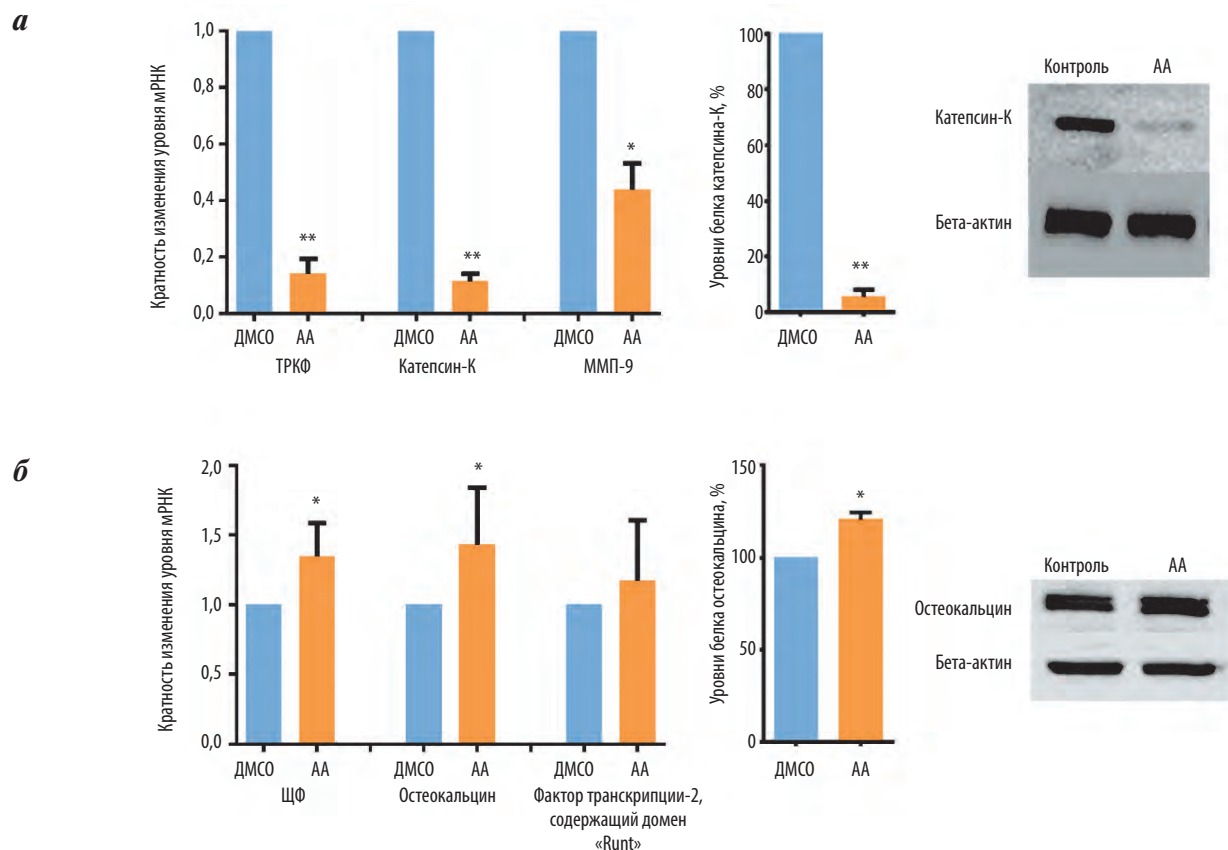 а
Кратность изменения уровня мРНК
1,0
0,8
0,6
0,4
0,2
0,0
**
**
*
ДМСО АА ДМСО АА ДМСО АА
ТРКФ Катепсин-К ММП-9
Уровни белка катепсина-К, %
100
80
60
40
20
0
**
ДМСО АА
Контроль АА
Катепсин-К
Бета-актин
б
Кратность изменения уровня мРНК
2,0
1,5
1,0
0,5
0,0
*
*
ДМСО АА ДМСО АА ДМСО АА
ЩФ Остеокальцин Фактор транскрипции-2,
содержащий домен
«Runt»
Уровни белка остеокальцина, %
150
100
50
0
*
ДМСО АА
Контроль АА
Остеокальцин
Бета-актин